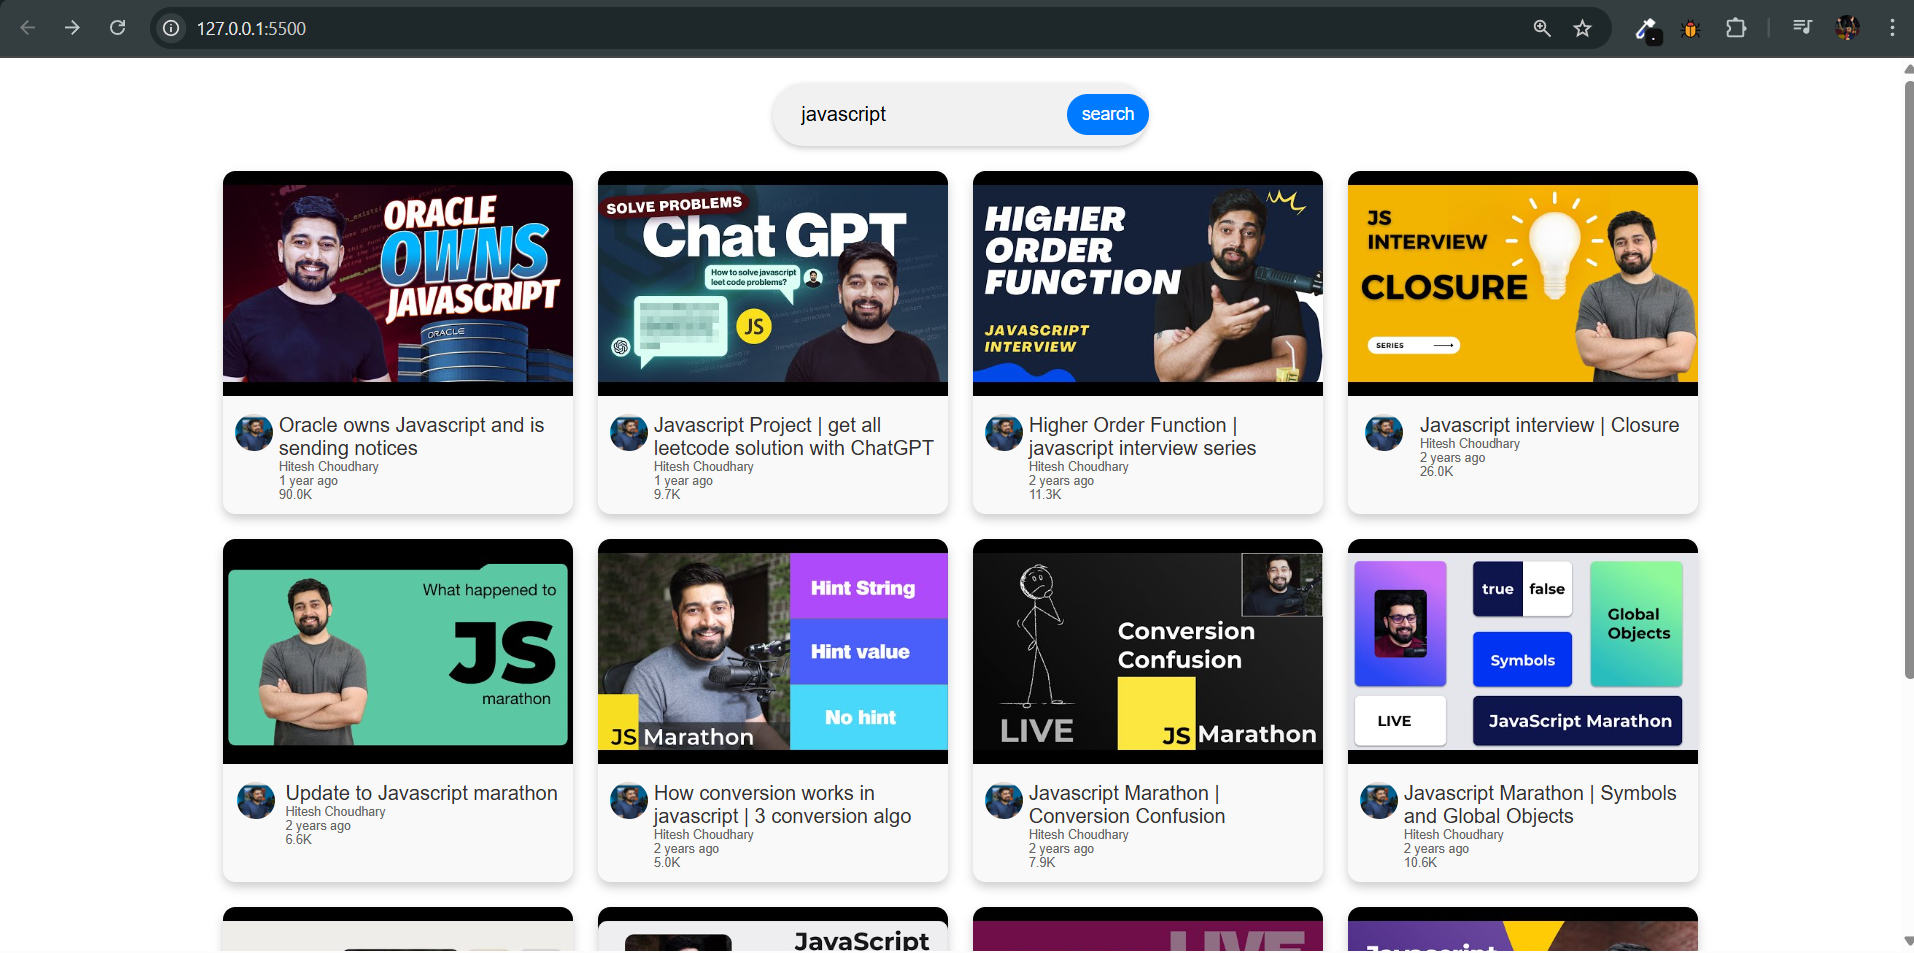 127.0.0.1:5500
javascript
search
ORACLE
OWNS
JAVASCRIPT
ORACLE
SOLVE PROBLEMS
Chat GPT
How to solve javascript
leet code problems?
JS
HIGHER
ORDER
FUNCTION
JAVASCRIPT
INTERVIEW
JS
INTERVIEW
CLOSURE
SERIES
Oracle owns Javascript and is
sending notices
Hitesh Choudhary
1 year ago
90.0K
Javascript Project | get all
leetcode solution with ChatGPT
Hitesh Choudhary
1 year ago
9.7K
Higher Order Function |
javascript interview series
Hitesh Choudhary
2 years ago
11.3K
Javascript interview | Closure
Hitesh Choudhary
2 years ago
26.0K
What happened to
JS
marathon
Hint String
Hint value
No hint
JS Marathon
Conversion
Confusion
LIVE
JS Marathon
true
false
Global
Objects
Symbols
LIVE
JavaScript Marathon
Update to Javascript marathon
Hitesh Choudhary
2 years ago
6.6K
How conversion works in
javascript | 3 conversion algo
Hitesh Choudhary
2 years ago
5.0K
Javascript Marathon |
Conversion Confusion
Hitesh Choudhary
2 years ago
7.9K
Javascript Marathon | Symbols
and Global Objects
Hitesh Choudhary
2 years ago
10.6K
JavaScript
LIVE
Javascript